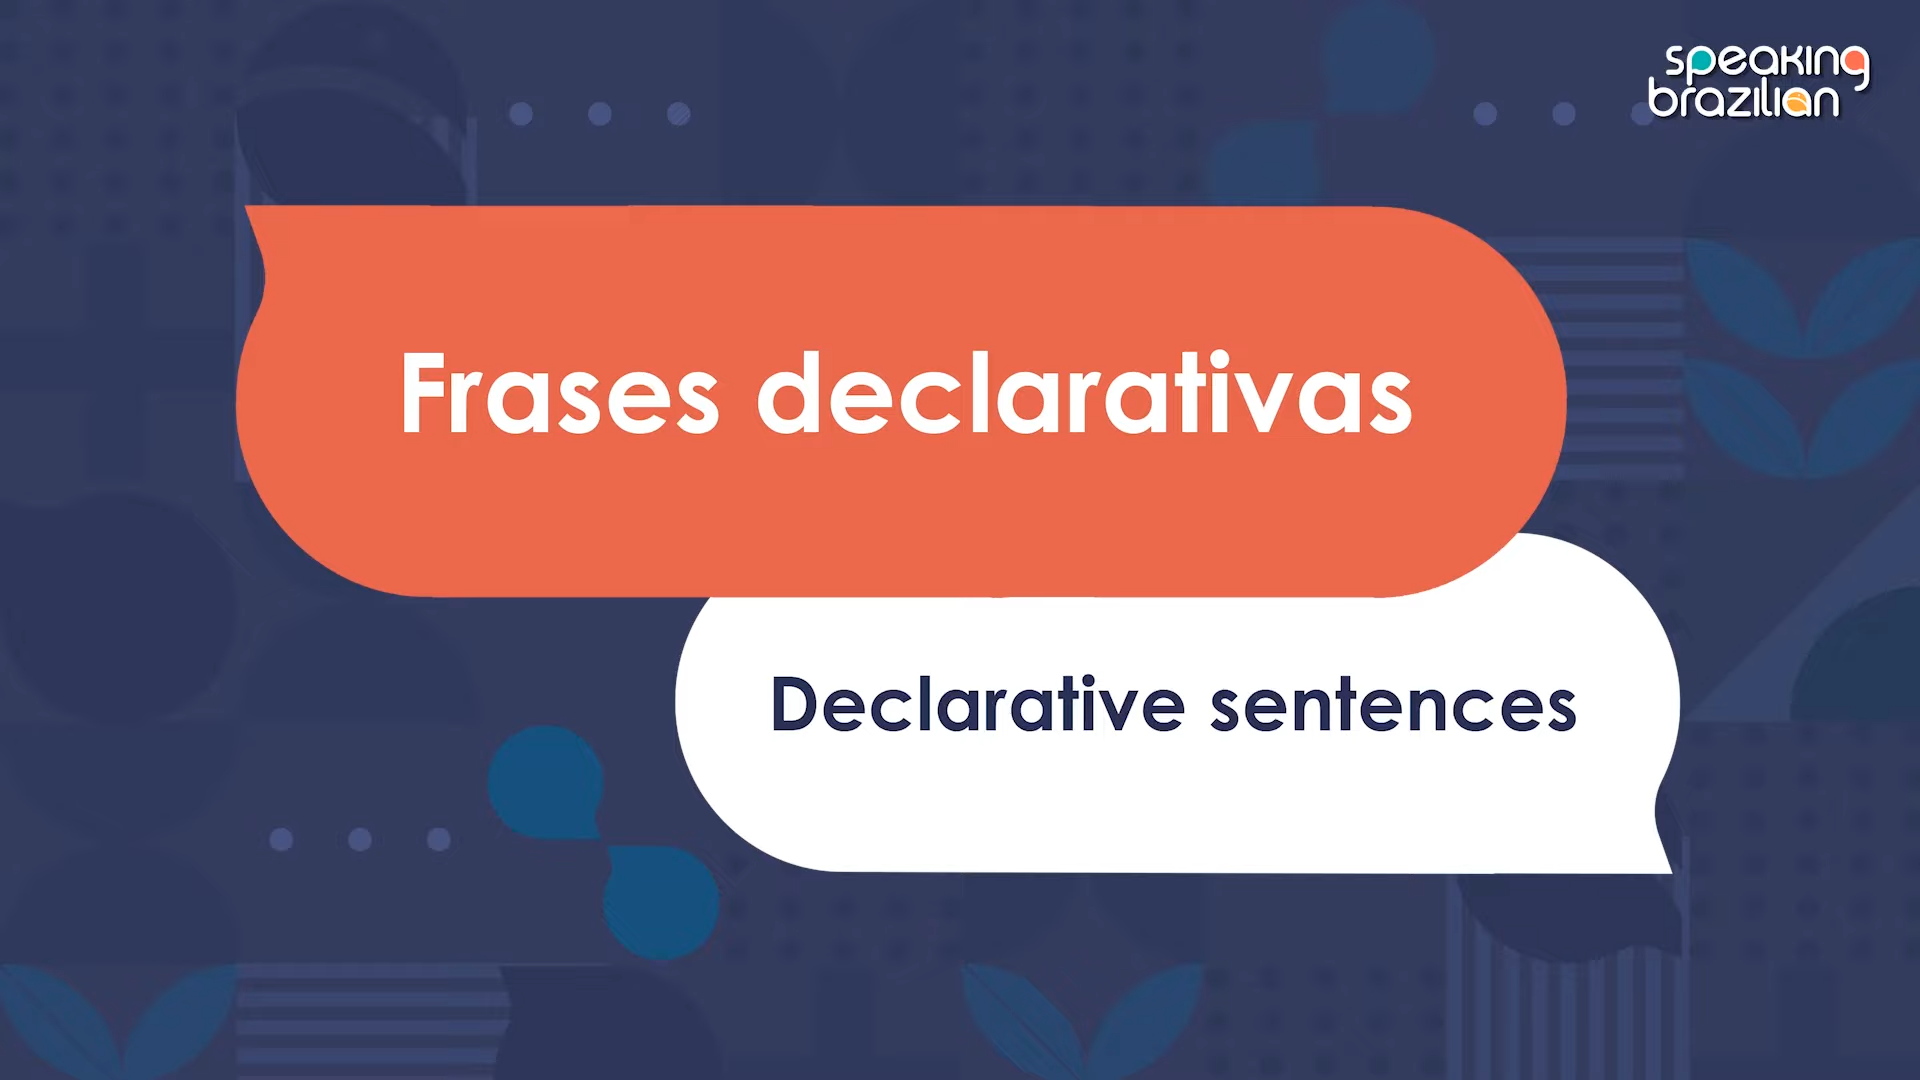 speaking
brazilian
Frases declarativas
Declarative sentences